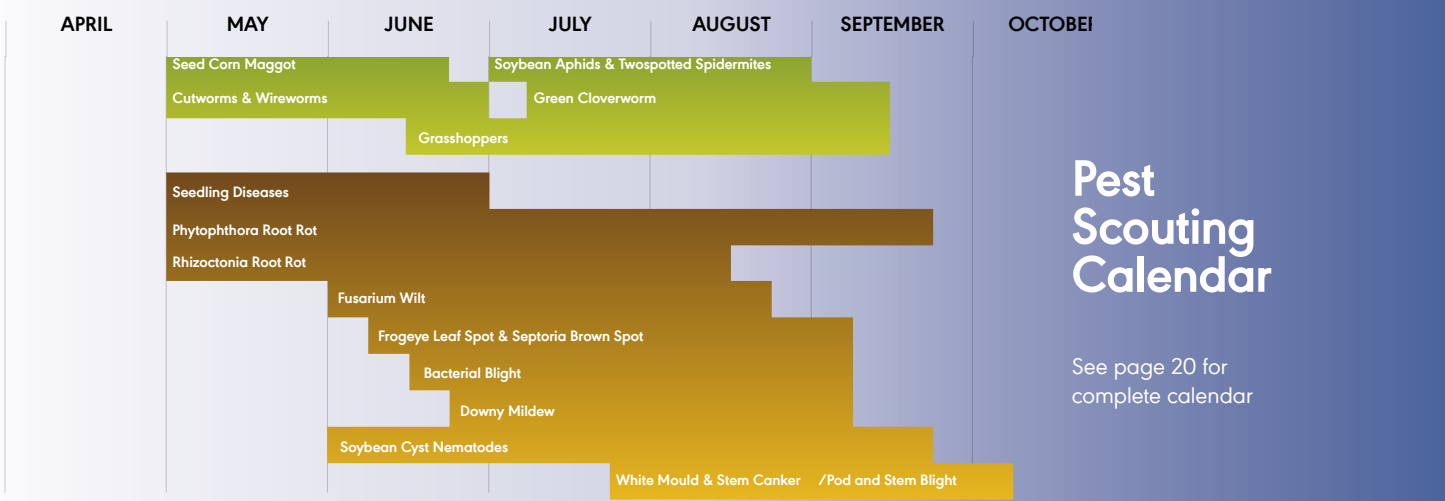 APRIL MAY JUNE JULY AUGUST SEPTEMBER OCTOBER
Seed Corn Maggot Soybean Aphids & Twospotted Spidermites
Cutworms & Wireworms Green Cloverworm
Grasshoppers
Seedling Diseases
Phytophthora Root Rot
Rhizoctonia Root Rot
Fusarium Wilt
Frogeye Leaf Spot & Septoria Brown Spot
Bacterial Blight
Downy Mildew
Soybean Cyst Nematodes
White Mould & Stem Canker /Pod and Stem Blight
Pest
Scouting
Calendar
See page 20 for
complete calendar